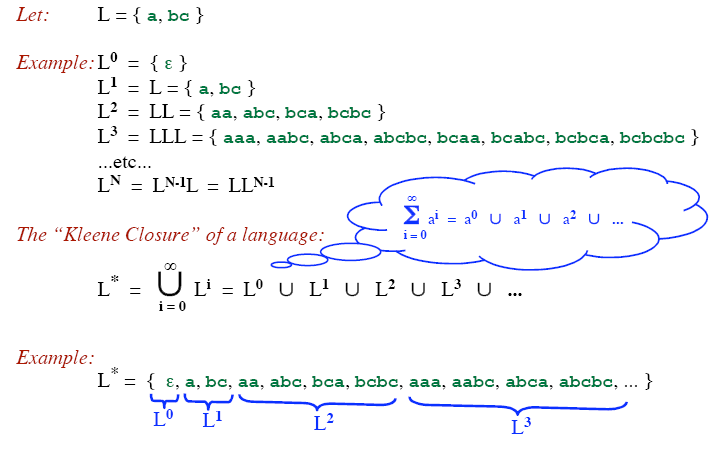 Let: L = { a, bc }
Example: L⁰ = { ε }
L¹ = L = { a, bc }
L² = LL = { aa, abc, bca, bcbc }
L³ = LLL = { aaa, aabc, abca, abcbc, bcaa, bcabc, bcbca, bcbcbc }
...etc...
Lᴺ = Lᴺ⁻¹L = LLᴺ⁻¹
∞
Σ aⁱ = a⁰ ∪ a¹ ∪ a² ∪ ...
i = 0
The “Kleene Closure” of a language:
∞
L* = ∪ Lⁱ = L⁰ ∪ L¹ ∪ L² ∪ L³ ∪ ...
i = 0
Example:
L* = { ε, a, bc, aa, abc, bca, bcbc, aaa, aabc, abca, abcbc, ... }
L⁰ L¹ L² L³